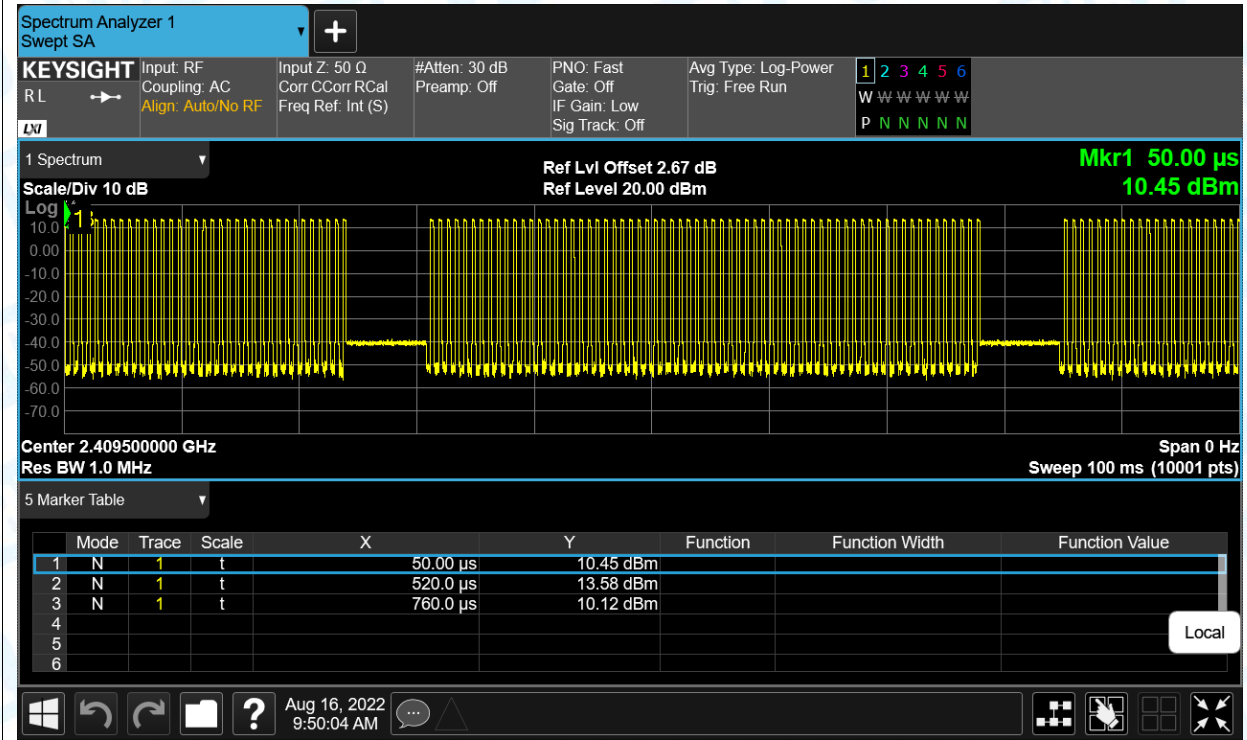 Spectrum Analyzer 1
Swept SA
KEYSIGHT
RL
LXI
Input: RF
Coupling: AC
Align: Auto/No RF
Input Z: 50 Ω
Corr CCorr RCal
Freq Ref: Int (S)
#Atten: 30 dB
Preamp: Off
PNO: Fast
Gate: Off
IF Gain: Low
Sig Track: Off
Avg Type: Log-Power
Trig: Free Run
1 2 3 4 5 6
W W W W W W
P N N N N N
1 Spectrum
Scale/Div 10 dB
Ref Lvl Offset 2.67 dB
Ref Level 20.00 dBm
Mkr1 50.00 µs
10.45 dBm
Log
1
10.0
0.00
-10.0
-20.0
-30.0
-40.0
-50.0
-60.0
-70.0
Center 2.409500000 GHz
Res BW 1.0 MHz
Span 0 Hz
Sweep 100 ms (10001 pts)
5 Marker Table
Mode Trace Scale X Y Function Function Width Function Value
1 N 1 t 50.00 µs 10.45 dBm
2 N 1 t 520.0 µs 13.58 dBm
3 N 1 t 760.0 µs 10.12 dBm
4
5
6
Local
?
Aug 16, 2022
9:50:04 AM